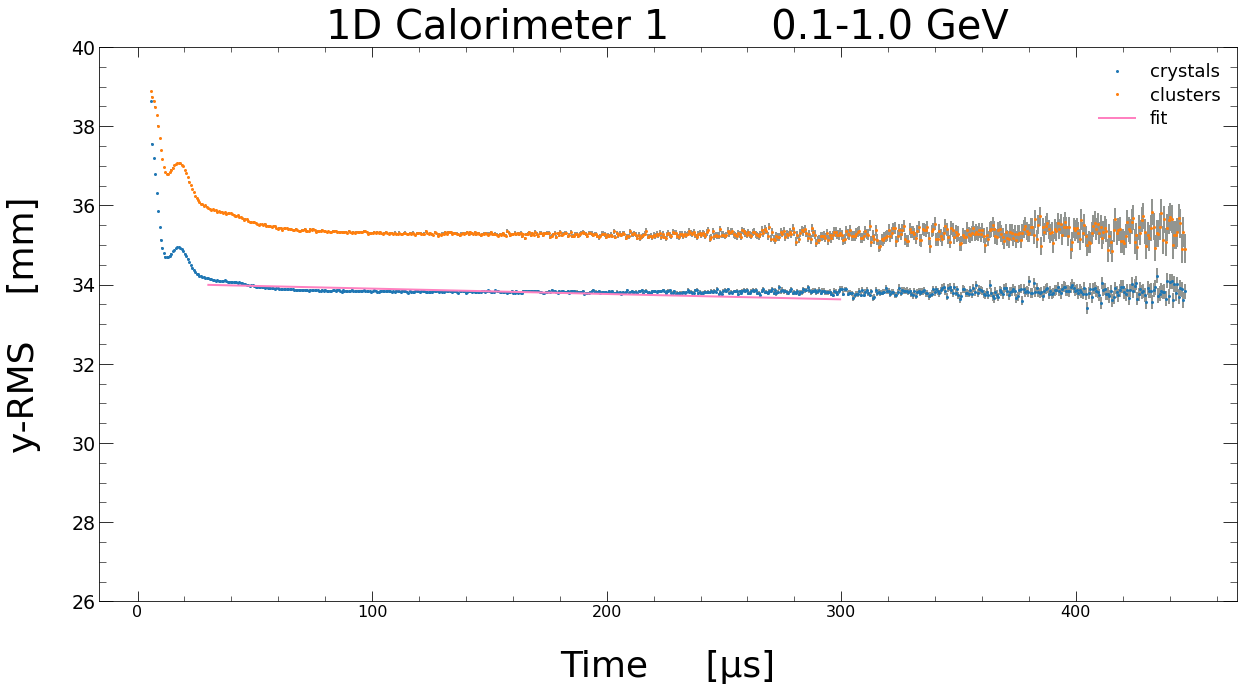 1D Calorimeter 1 0.1-1.0 GeV
40
38
36
34
32
30
28
26
y-RMS [mm]
crystals
clusters
fit
0 100 200 300 400
Time [μs]